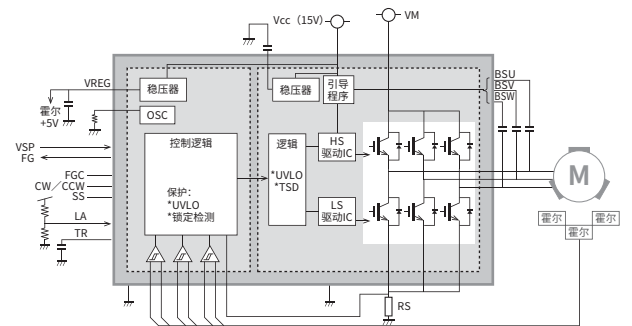 Vcc（15V）
VM
VREG
稳压器
稳压器
引导
程序
BSU
BSV
BSW
霍尔
+5V
OSC
控制逻辑
逻辑
HS
驱动IC
VSP
FG
FGC
CW／CCW
SS
LA
TR
保护：
*UVLO
*锁定检测
*UVLO
*TSD
LS
驱动IC
M
霍尔
霍尔
霍尔
RS